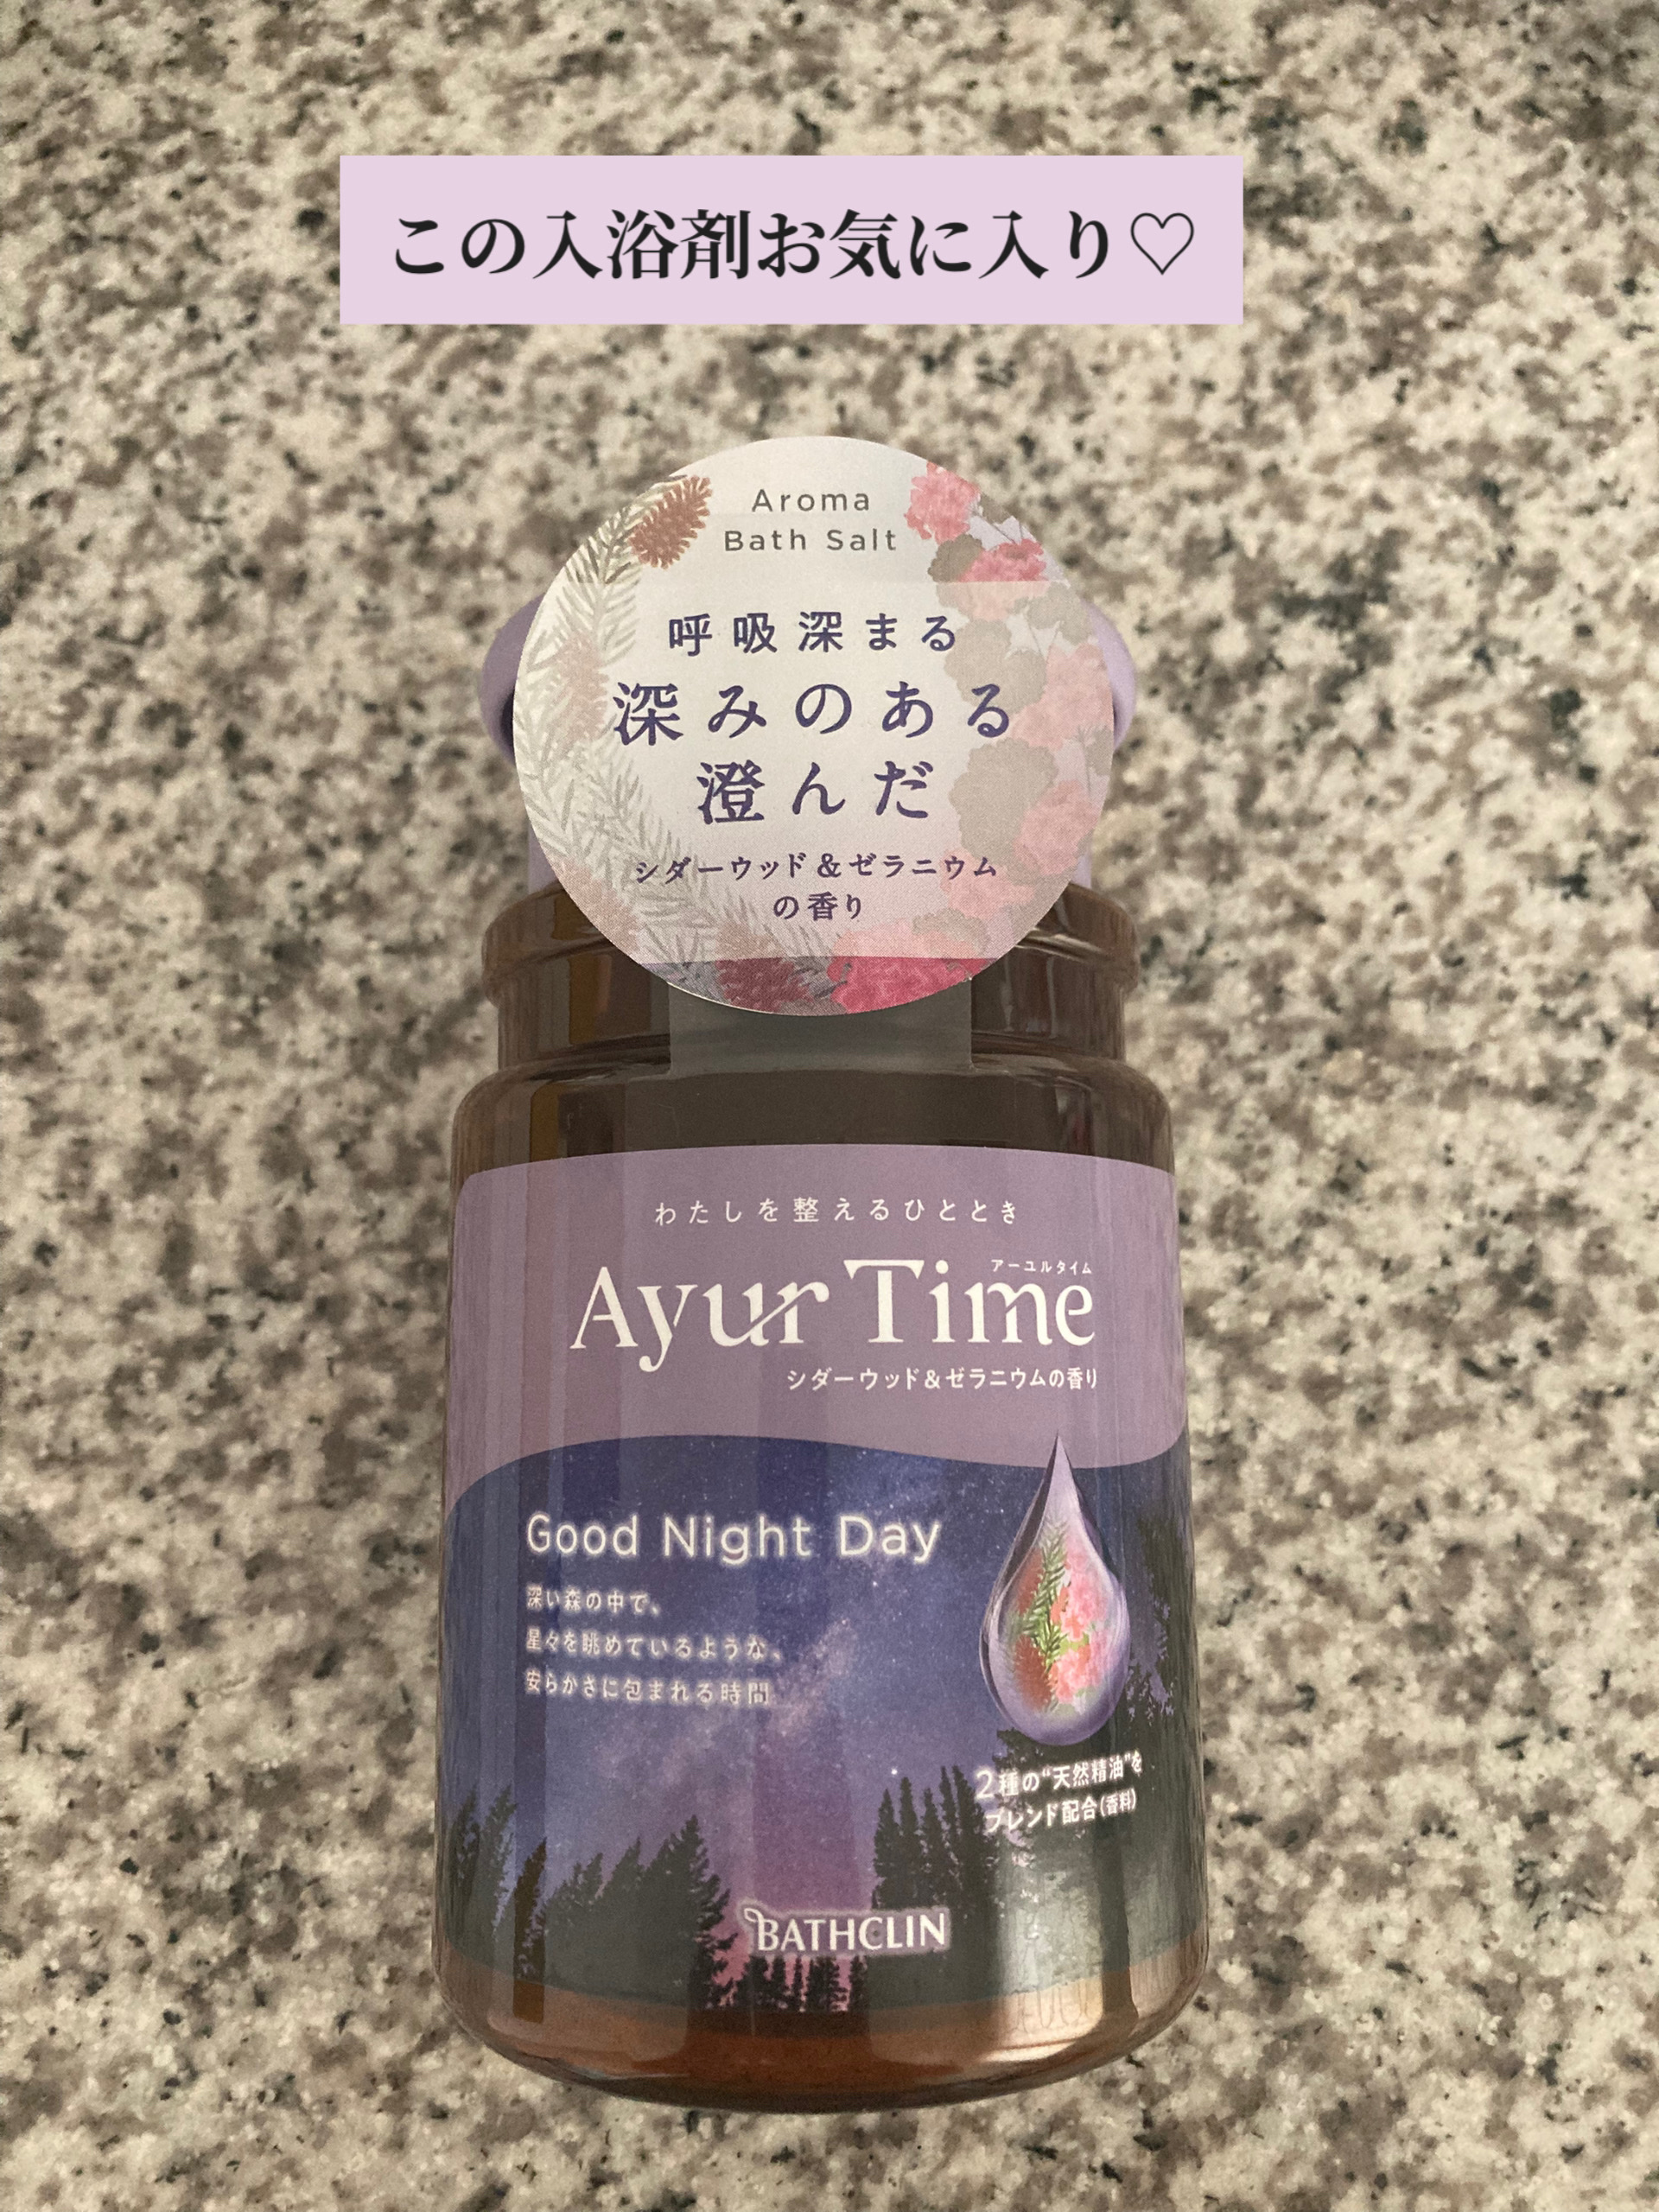 この入浴剤お気に入り♡
Aroma
Bath Salt
呼吸深まる
深みのある
澄んだ
シダーウッド&ゼラニウム
の香り
わたしを整えるひととき
アーユルタイム
Ayur Time
シダーウッド&ゼラニウムの香り
Good Night Day
深い森の中で、
星々を眺めているような、
安らかさに包まれる時間
2種の“天然精油”を
ブレンド配合(香料)
BATHCLIN